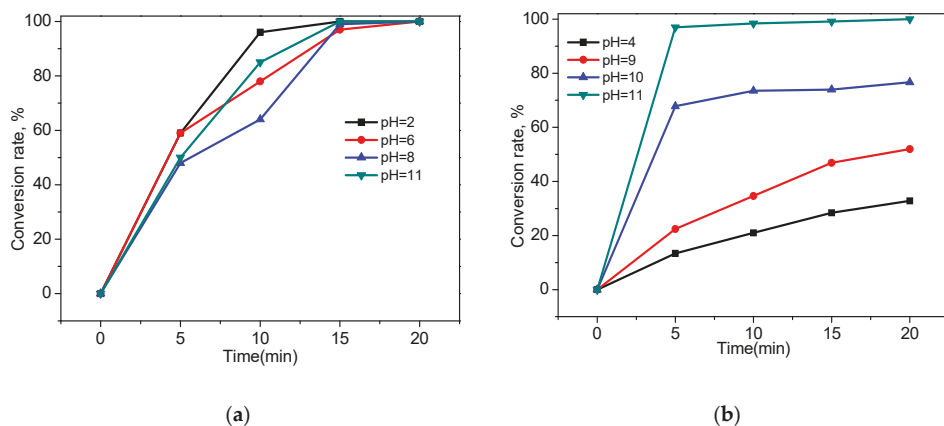 Conversion rate, %
100
80
60
40
20
0
pH=2
pH=6
pH=8
pH=11
0 5 10 15 20
Time(min)
(a)
Conversion rate, %
100
80
60
40
20
0
pH=4
pH=9
pH=10
pH=11
0 5 10 15 20
Time(min)
(b)